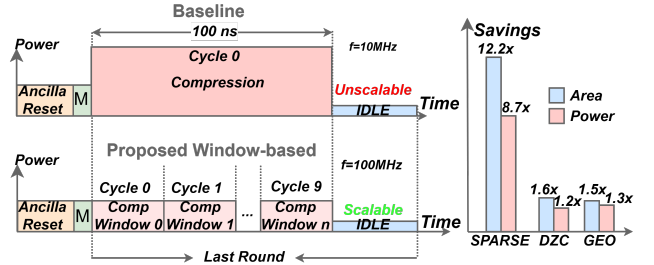 Baseline
Power
100 ns
f=10MHz
Cycle 0
Compression
Ancilla
Reset
M
Unscalable
IDLE
Time
Proposed Window-based
Power
f=100MHz
Cycle 0
Cycle 1
Cycle 9
Ancilla
Reset
M
Comp
Window 0
Comp
Window 1
...
Comp
Window n
Scalable
IDLE
Time
Last Round
Savings
12.2x
8.7x
Area
Power
1.6x
1.2x
1.5x
1.3x
SPARSE
DZC
GEO